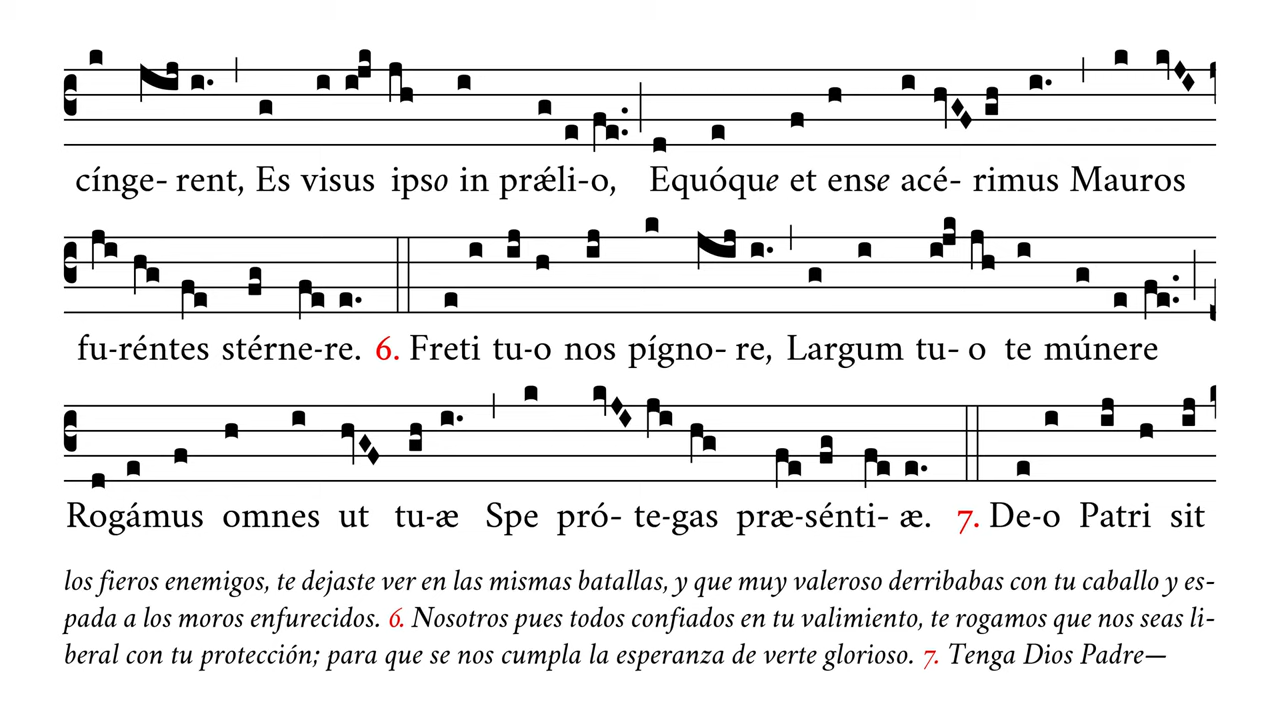 cínge- rent, Es visus ipso in prǽli-o, Equóque et ense acé- rimus Mauros
fu-réntes stérne-re. 6. Freti tu-o nos pígno- re, Largum tu- o te múnere
Rogámus omnes ut tu-æ Spe pró- te-gas præ-sénti- æ. 7. De-o Patri sit
los fieros enemigos, te dejaste ver en las mismas batallas, y que muy valeroso derribabas con tu caballo y es-
pada a los moros enfurecidos. 6. Nosotros pues todos confiados en tu valimiento, te rogamos que nos seas li-
beral con tu protección; para que se nos cumpla la esperanza de verte glorioso. 7. Tenga Dios Padre—